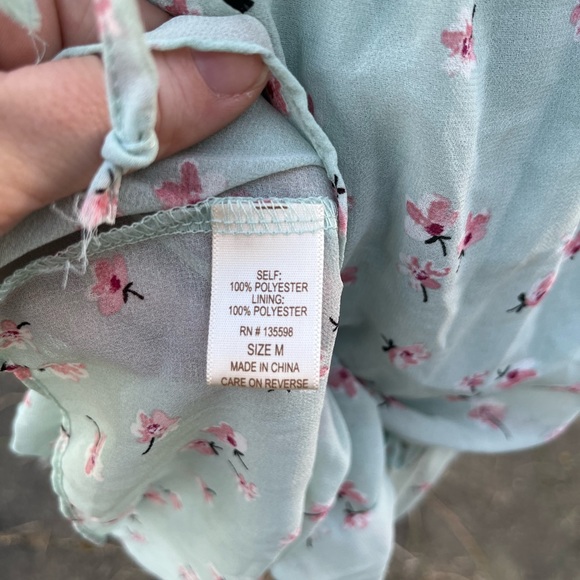 SELF:
100% POLYESTER
LINING:
100% POLYESTER
RN # 135598
SIZE M
MADE IN CHINA
CARE ON REVERSE